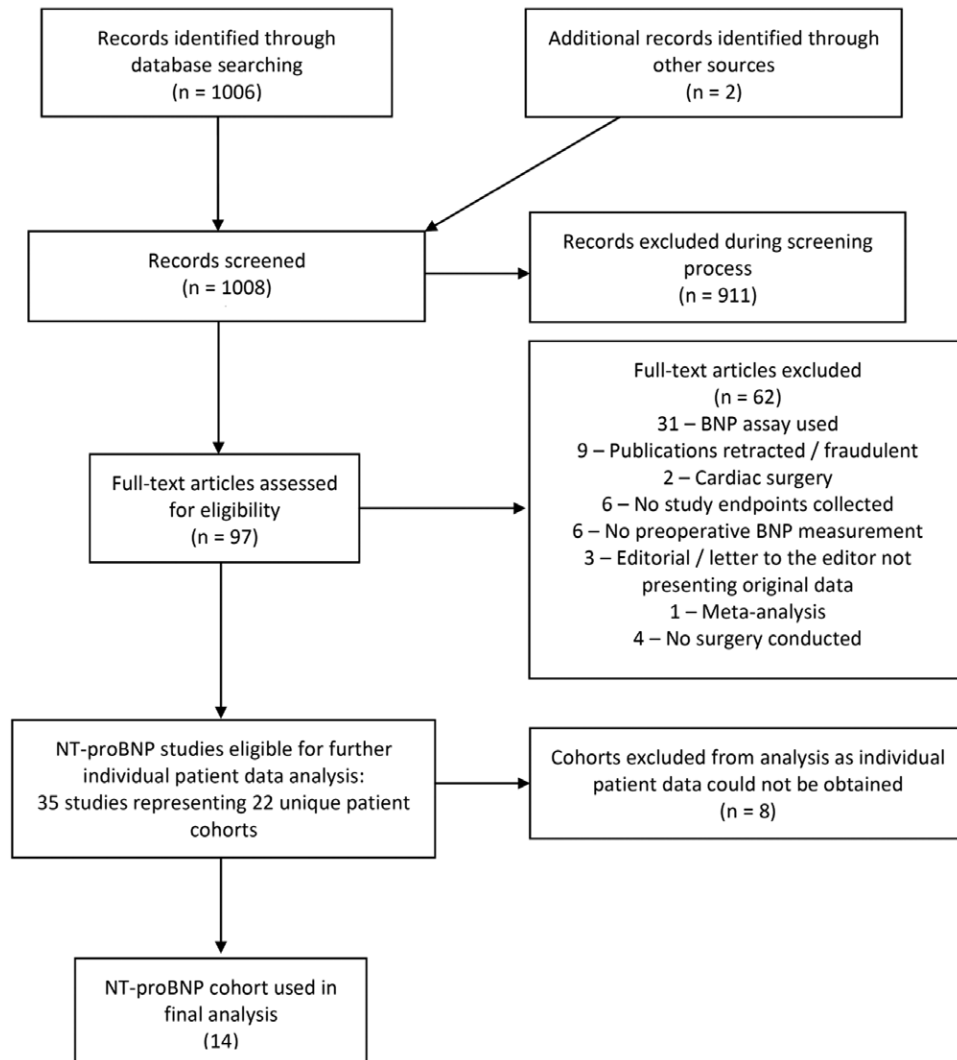 Records identified through
database searching
(n = 1006)
Additional records identified through
other sources
(n = 2)
Records screened
(n = 1008)
Records excluded during screening
process
(n = 911)
Full-text articles assessed
for eligibility
(n = 97)
Full-text articles excluded
(n = 62)
31 – BNP assay used
9 – Publications retracted / fraudulent
2 – Cardiac surgery
6 – No study endpoints collected
6 – No preoperative BNP measurement
3 – Editorial / letter to the editor not
presenting original data
1 – Meta-analysis
4 – No surgery conducted
NT-proBNP studies eligible for further
individual patient data analysis:
35 studies representing 22 unique patient
cohorts
Cohorts excluded from analysis as individual
patient data could not be obtained
(n = 8)
NT-proBNP cohort used in
final analysis
(14)